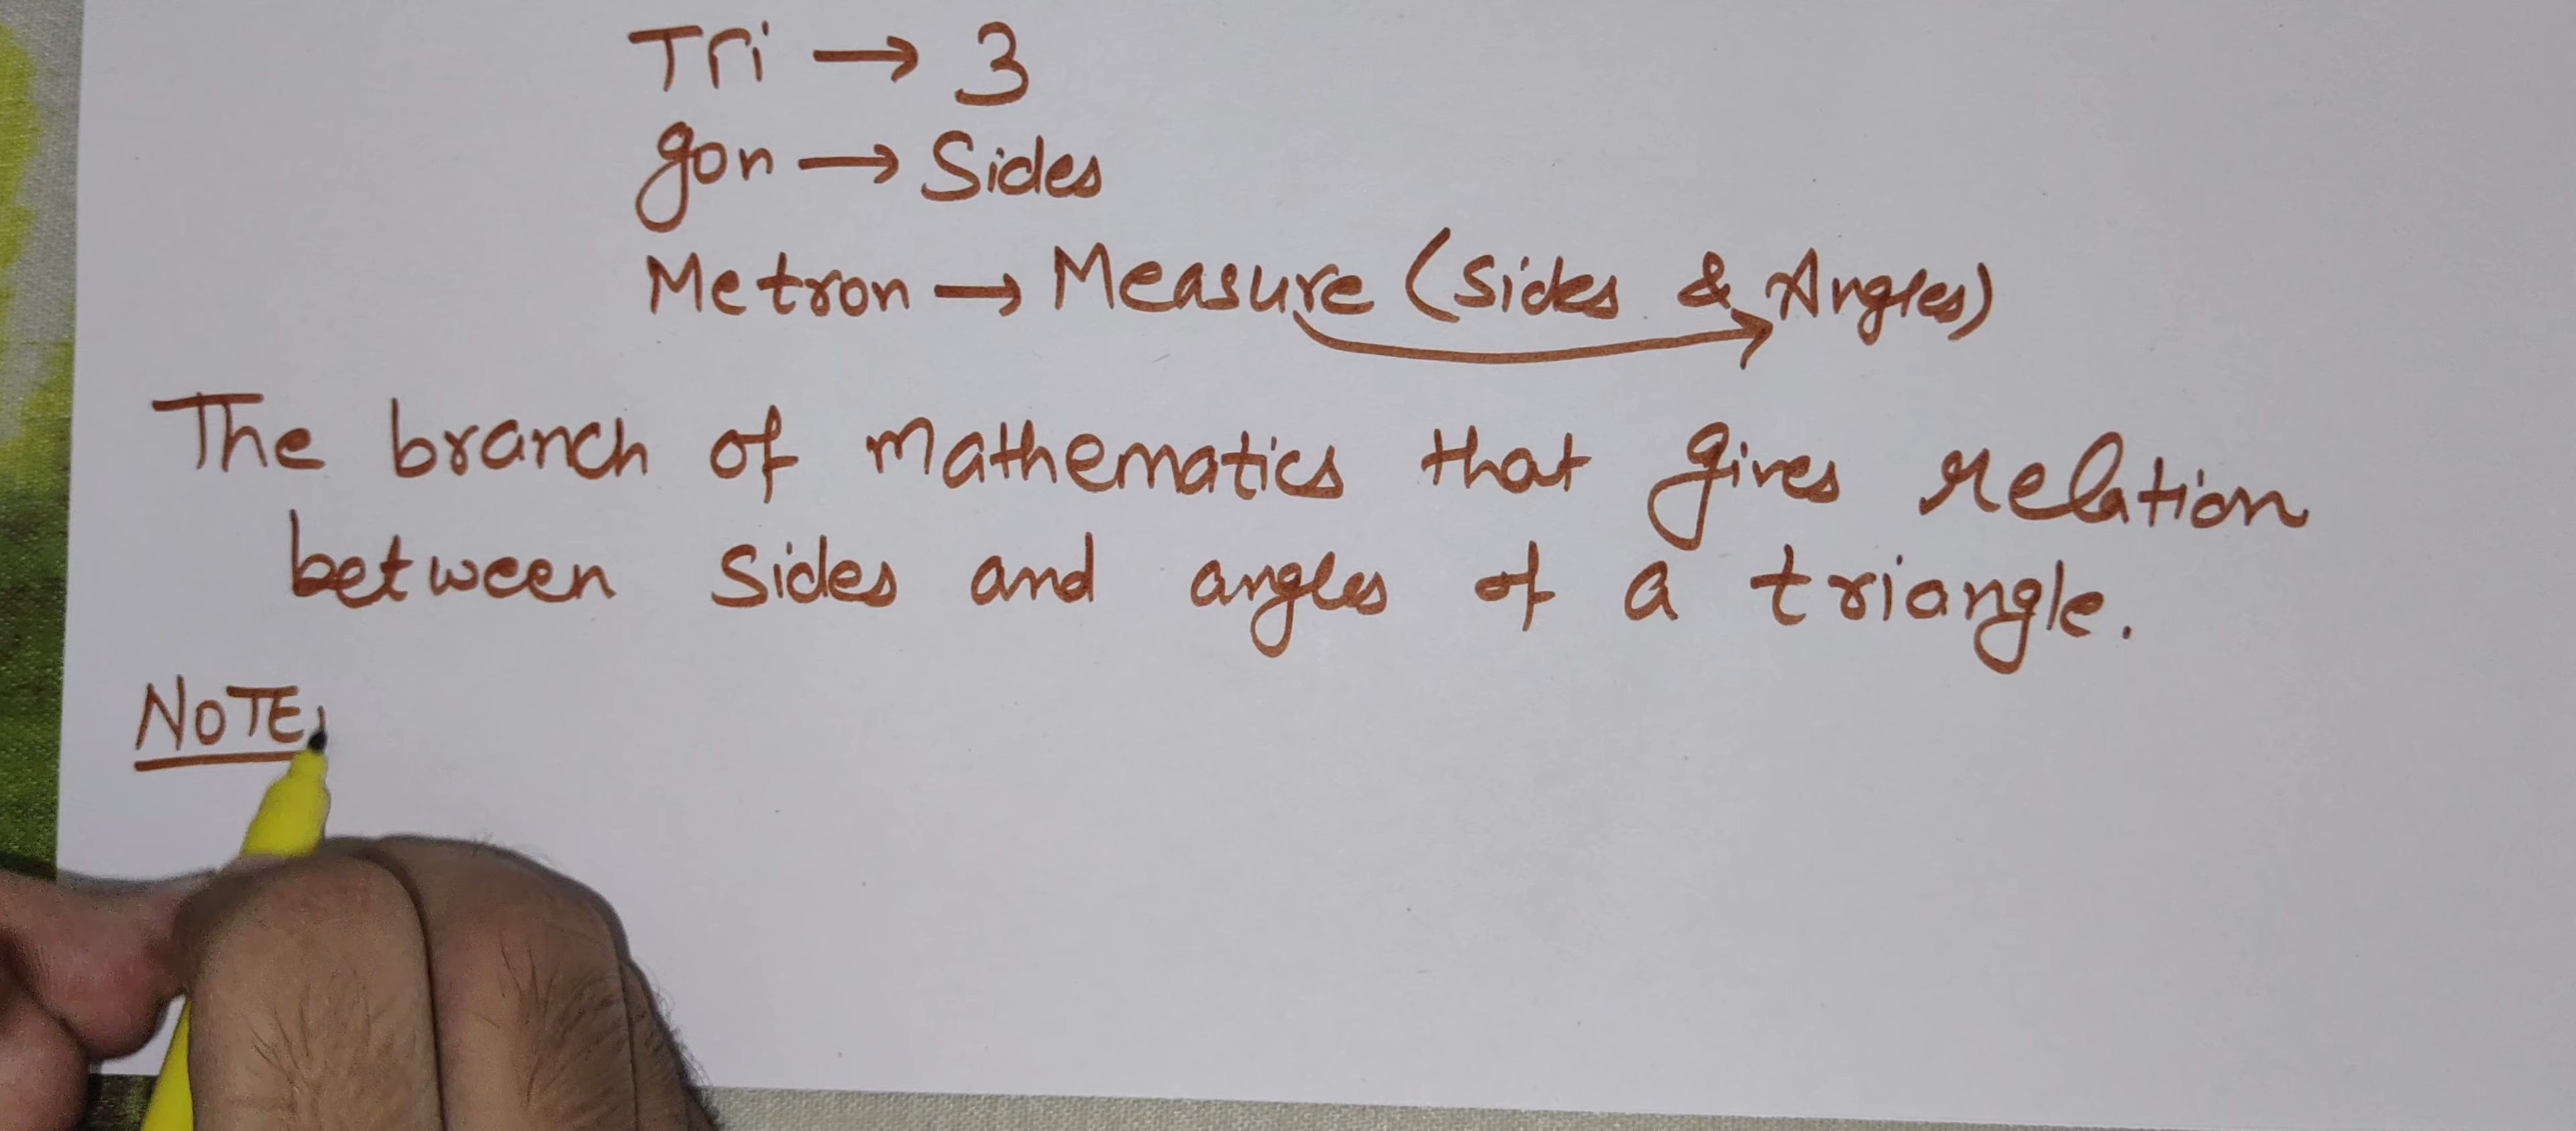 Tri → 3
gon → Sides
Metron → Measure (Sides & Angles)
The branch of Mathematics that gives relation
between Sides and angles of a triangle.
NOTE